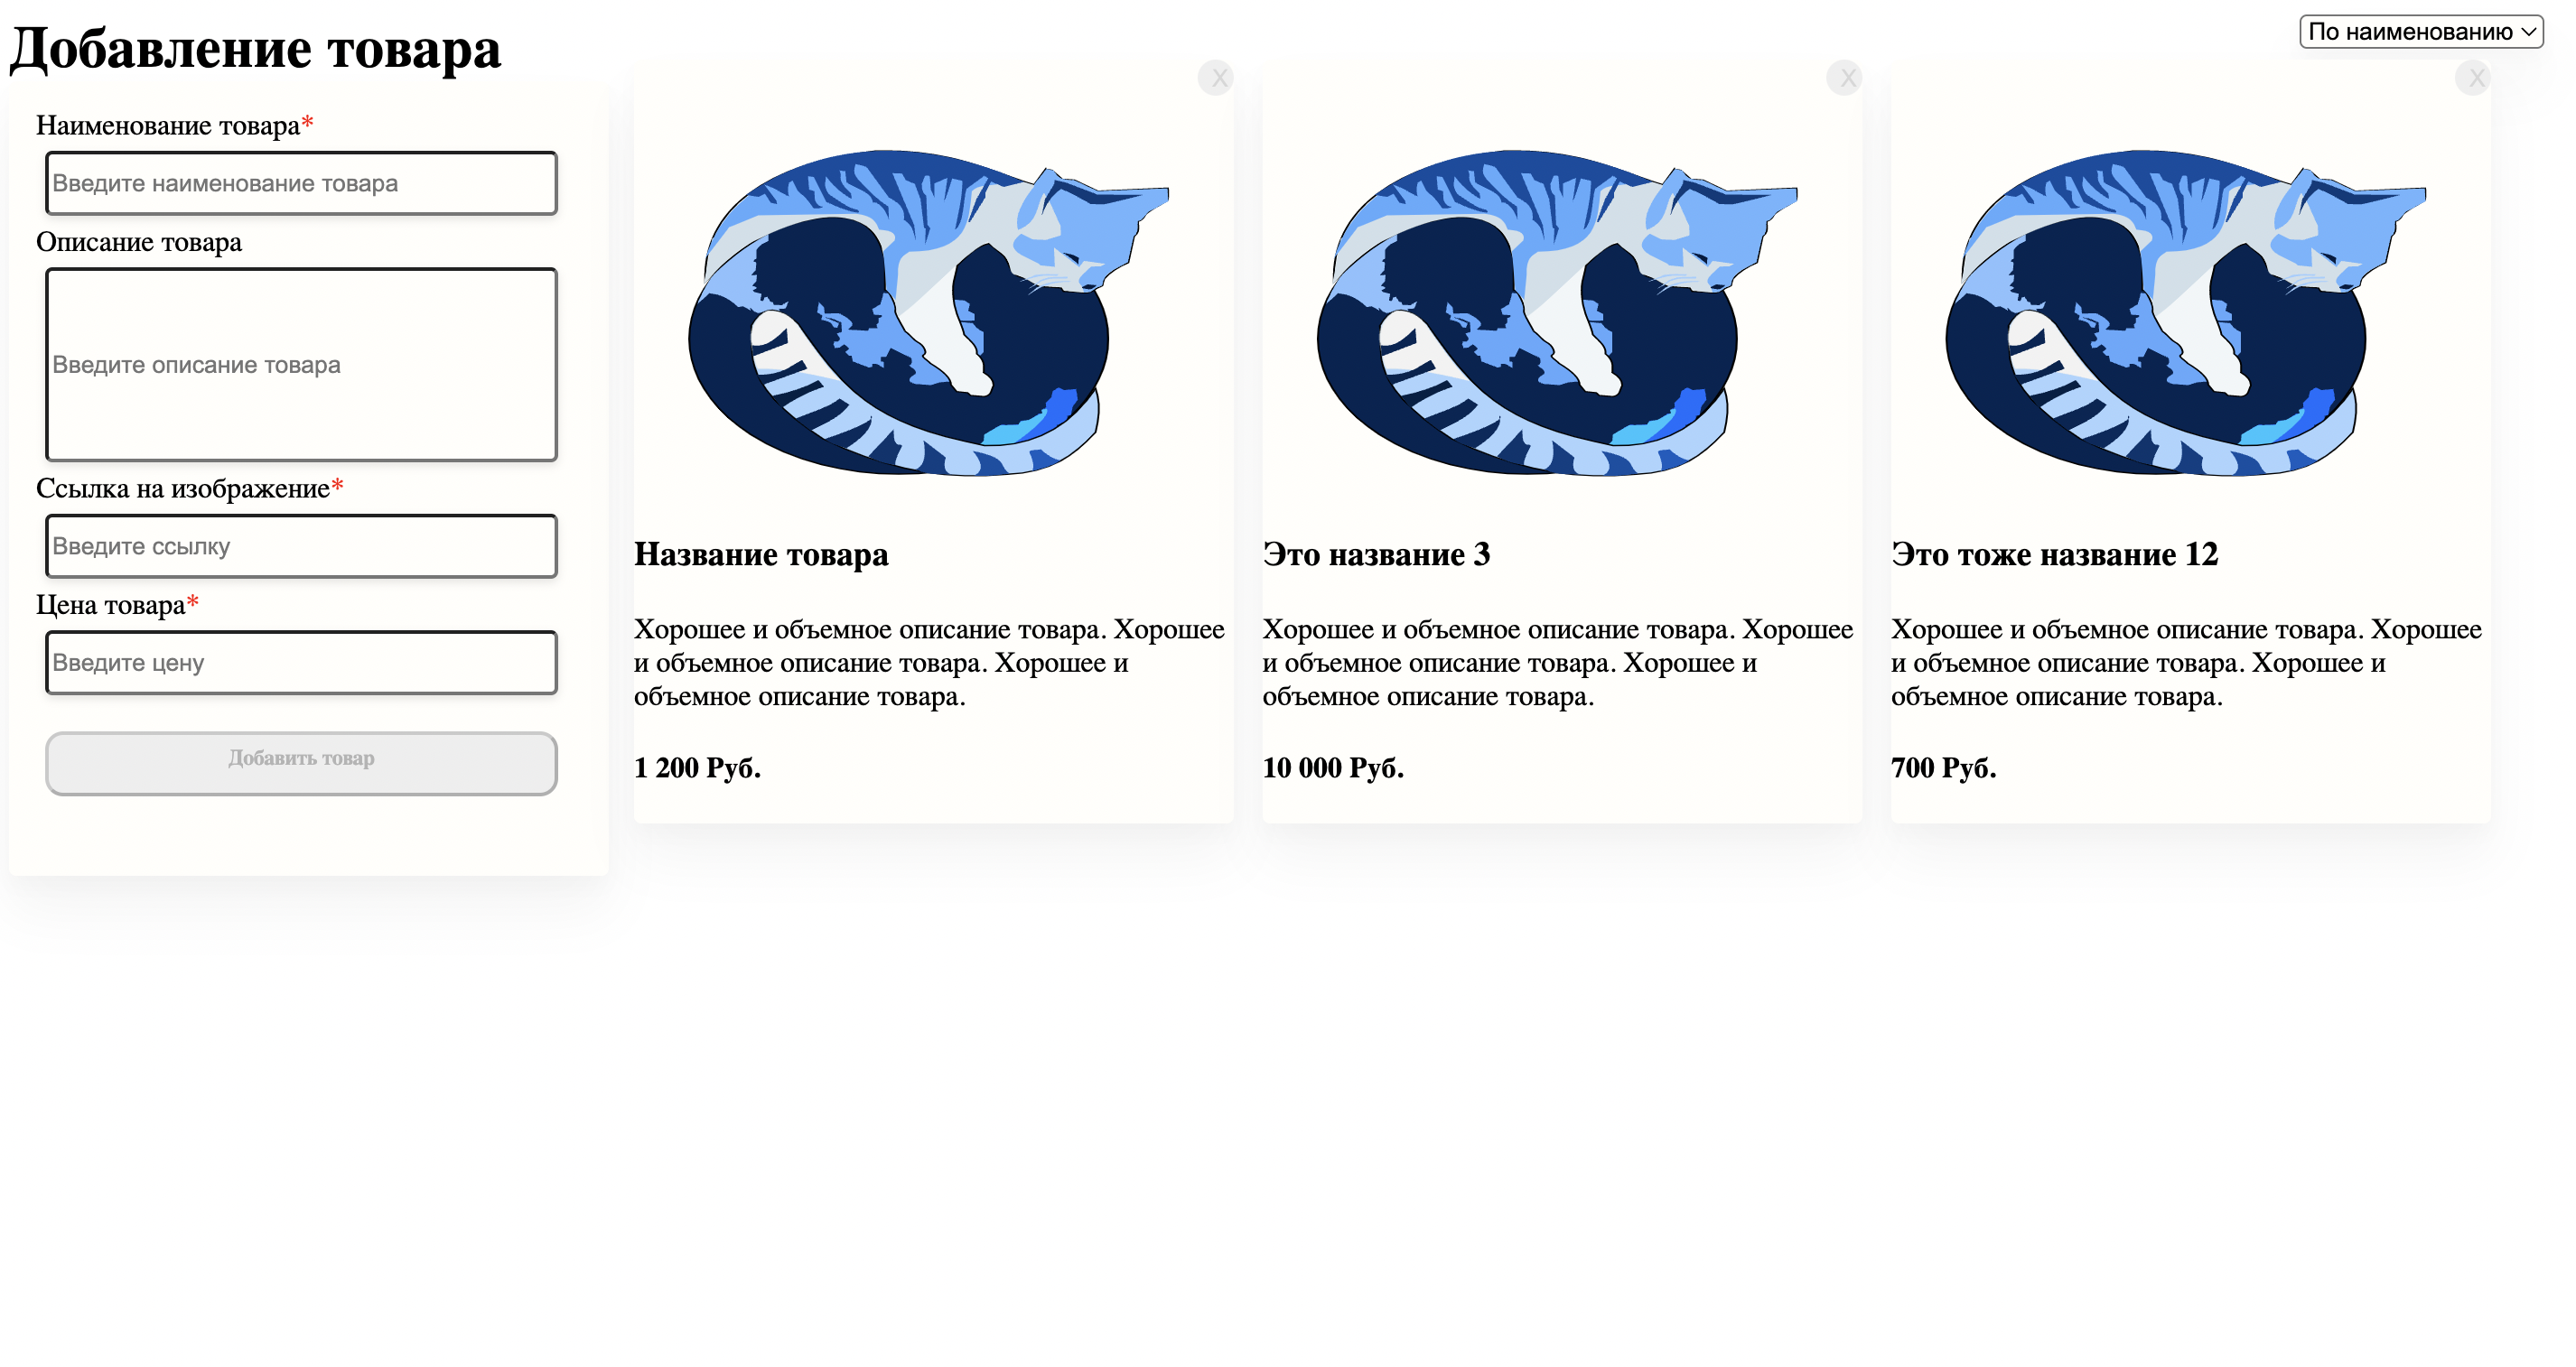 Добавление товара
По наименованию
Наименование товара*
Введите наименование товара
Описание товара
Введите описание товара
Ссылка на изображение*
Введите ссылку
Цена товара*
Введите цену
Добавить товар
X
Название товара
Хорошее и объемное описание товара. Хорошее
и объемное описание товара. Хорошее и
объемное описание товара.
1 200 Руб.
X
Это название 3
Хорошее и объемное описание товара. Хорошее
и объемное описание товара. Хорошее и
объемное описание товара.
10 000 Руб.
X
Это тоже название 12
Хорошее и объемное описание товара. Хорошее
и объемное описание товара. Хорошее и
объемное описание товара.
700 Руб.